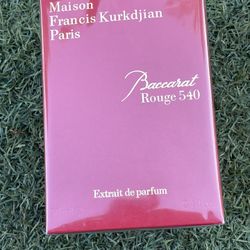 Maison
Francis Kurkdjian
Paris
Baccarat
Rouge 540
Extrait de parfum